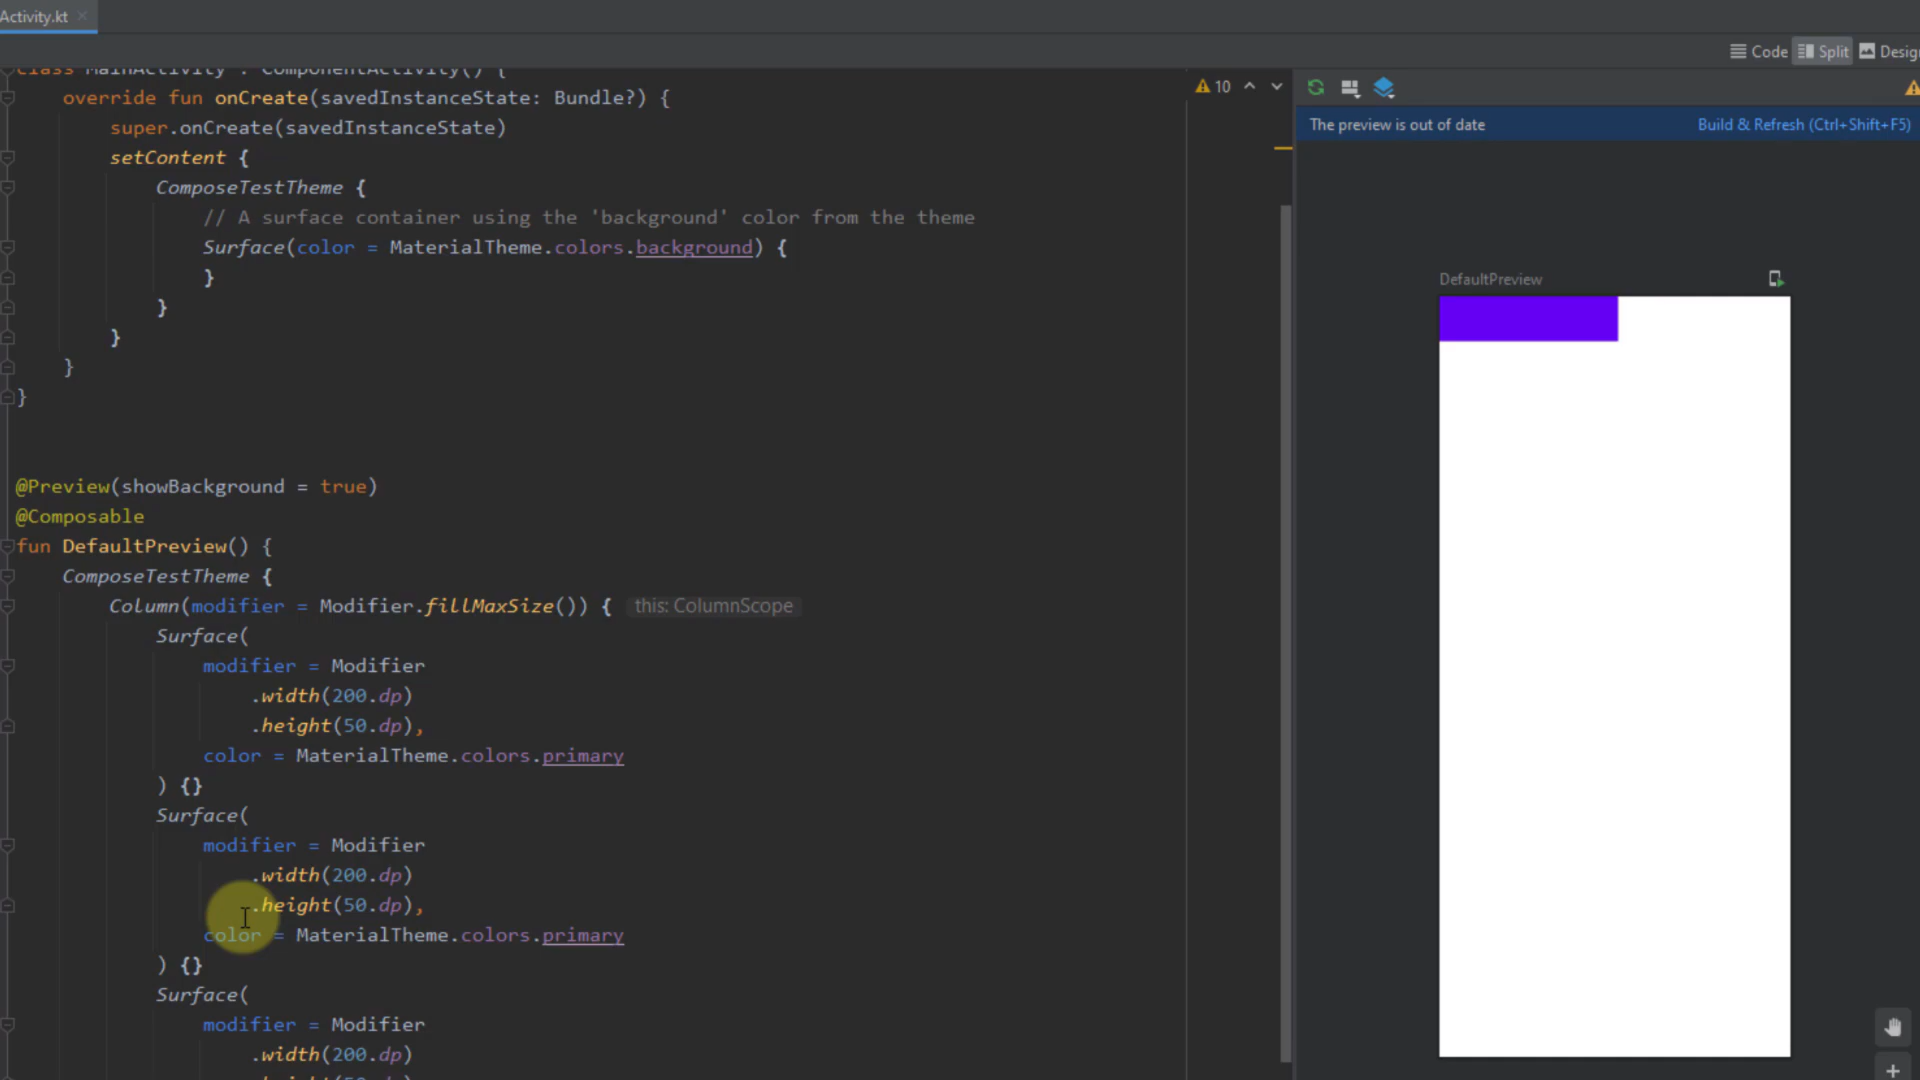 Activity.kt
Code Split Desig
class MainActivity : ComponentActivity() {
override fun onCreate(savedInstanceState: Bundle?) {
super.onCreate(savedInstanceState)
setContent {
ComposeTestTheme {
// A surface container using the 'background' color from the theme
Surface(color = MaterialTheme.colors.background) {
}
}
}
}
}
@Preview(showBackground = true)
@Composable
fun DefaultPreview() {
ComposeTestTheme {
Column(modifier = Modifier.fillMaxSize()) { this: ColumnScope
Surface(
modifier = Modifier
.width(200.dp)
.height(50.dp),
color = MaterialTheme.colors.primary
) {}
Surface(
modifier = Modifier
.width(200.dp)
.height(50.dp),
color = MaterialTheme.colors.primary
) {}
Surface(
modifier = Modifier
.width(200.dp)
10
The preview is out of date Build & Refresh (Ctrl+Shift+F5)
DefaultPreview